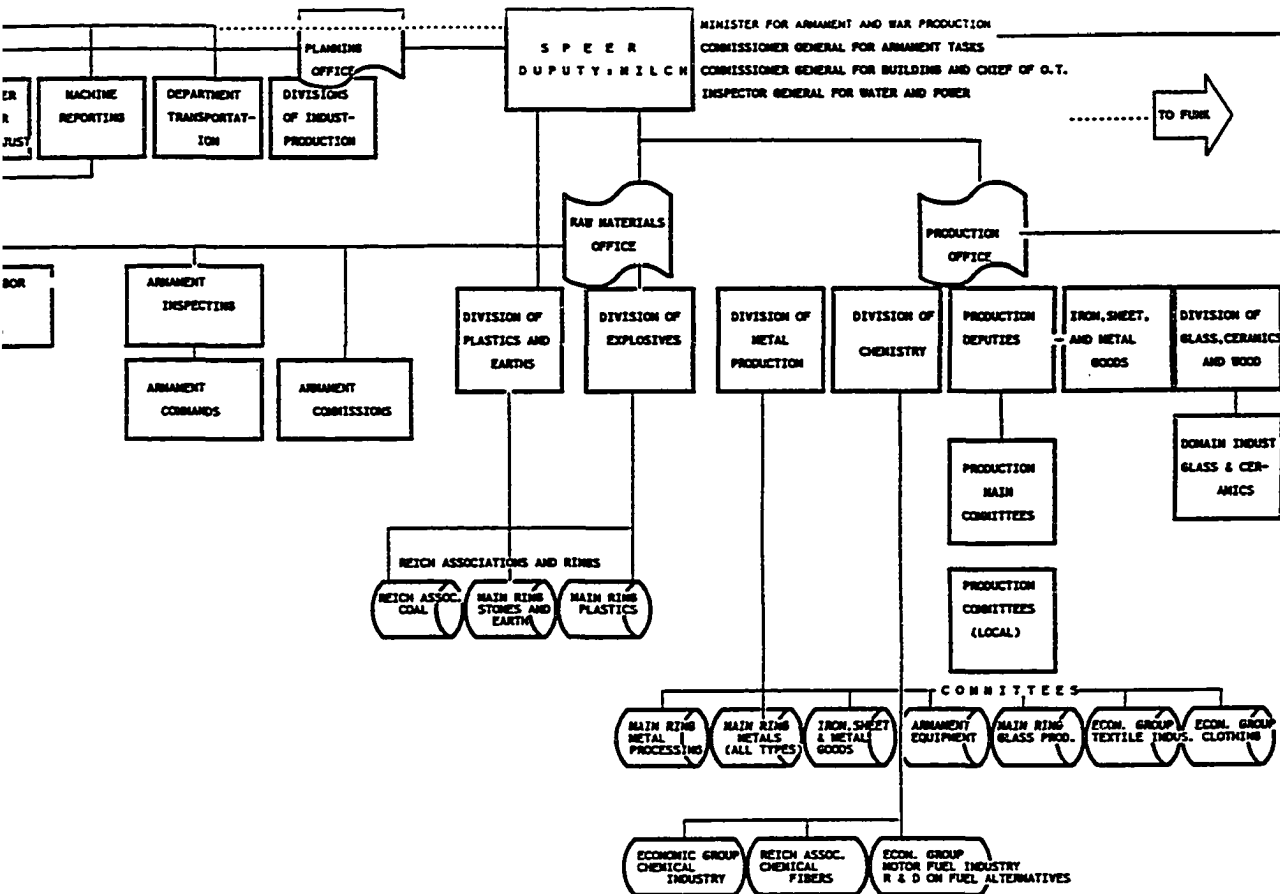 MINISTER FOR ARMAMENT AND WAR PRODUCTION
SPEER
COMMISSIONER GENERAL FOR ARMAMENT TASKS
DUPUTY:MILCH
COMMISSIONER GENERAL FOR BUILDING AND CHIEF OF O.T.
INSPECTOR GENERAL FOR WATER AND POWER
PLANNING
OFFICE
TO FUNK
ER
R
JUST
MACHINE
REPORTING
DEPARTMENT
TRANSPORTAT-
ION
DIVISIONS
OF INDUST-
PRODUCTION
RAW MATERIALS
OFFICE
PRODUCTION
OFFICE
BOR
ARMAMENT
INSPECTING
ARMAMENT
COMMANDS
ARMAMENT
COMMISSIONS
DIVISION OF
PLASTICS AND
EARTHS
DIVISION OF
EXPLOSIVES
DIVISION OF
METAL
PRODUCTION
DIVISION OF
CHEMISTRY
PRODUCTION
DEPUTIES
IRON,SHEET,
AND METAL
GOODS
DIVISION OF
GLASS,CERAMICS
AND WOOD
PRODUCTION
MAIN
COMMITTEES
DOMAIN INDUST
GLASS & CER-
AMICS
REICH ASSOCIATIONS AND RINGS
REICH ASSOC.
COAL
MAIN RING
STONES AND
EARTH
MAIN RING
PLASTICS
PRODUCTION
COMMITTEES
(LOCAL)
COMMITTEES
MAIN RING
METAL
PROCESSING
MAIN RING
METALS
(ALL TYPES
IRON,SHEET
& METAL
GOODS
ARMAMENT
EQUIPMENT
MAIN RING
GLASS PROD.
ECON. GROUP
TEXTILE INDUS.
ECON. GROUP
CLOTHING
ECONOMIC GROUP
CHEMICAL
INDUSTRY
REICH ASSOC.
CHEMICAL
FIBERS
ECON. GROUP
MOTOR FUEL INDUSTRY
R & D ON FUEL ALTERNATIVES